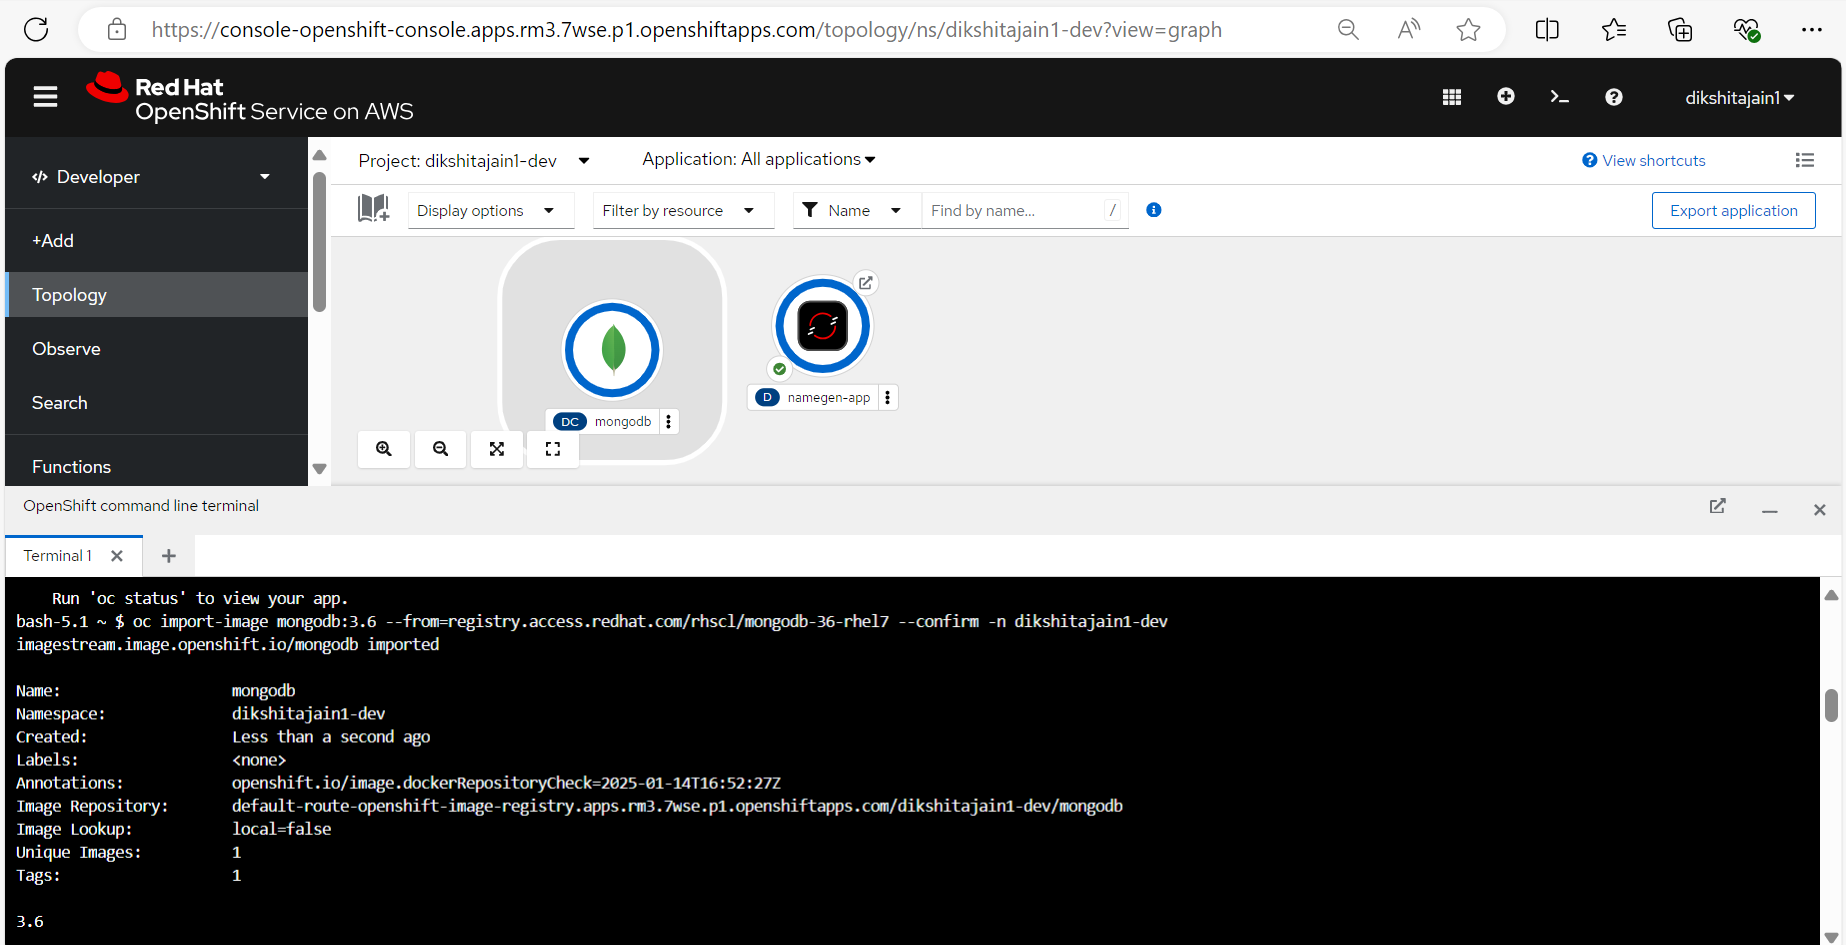 https://console-openshift-console.apps.rm3.7wse.p1.openshiftapps.com/topology/ns/dikshitajain1-dev?view=graph
Red Hat
OpenShift Service on AWS
dikshitajain1
Developer
+Add
Topology
Observe
Search
Functions
Project: dikshitajain1-dev
Application: All applications
View shortcuts
Display options
Filter by resource
Name
Find by name...
/
Export application
DC mongodb
D namegen-app
OpenShift command line terminal
Terminal 1
Run 'oc status' to view your app.
bash-5.1 ~ $ oc import-image mongodb:3.6 --from=registry.access.redhat.com/rhscl/mongodb-36-rhel7 --confirm -n dikshitajain1-dev
imagestream.image.openshift.io/mongodb imported
Name: mongodb
Namespace: dikshitajain1-dev
Created: Less than a second ago
Labels: <none>
Annotations: openshift.io/image.dockerRepositoryCheck=2025-01-14T16:52:27Z
Image Repository: default-route-openshift-image-registry.apps.rm3.7wse.p1.openshiftapps.com/dikshitajain1-dev/mongodb
Image Lookup: local=false
Unique Images: 1
Tags: 1
3.6